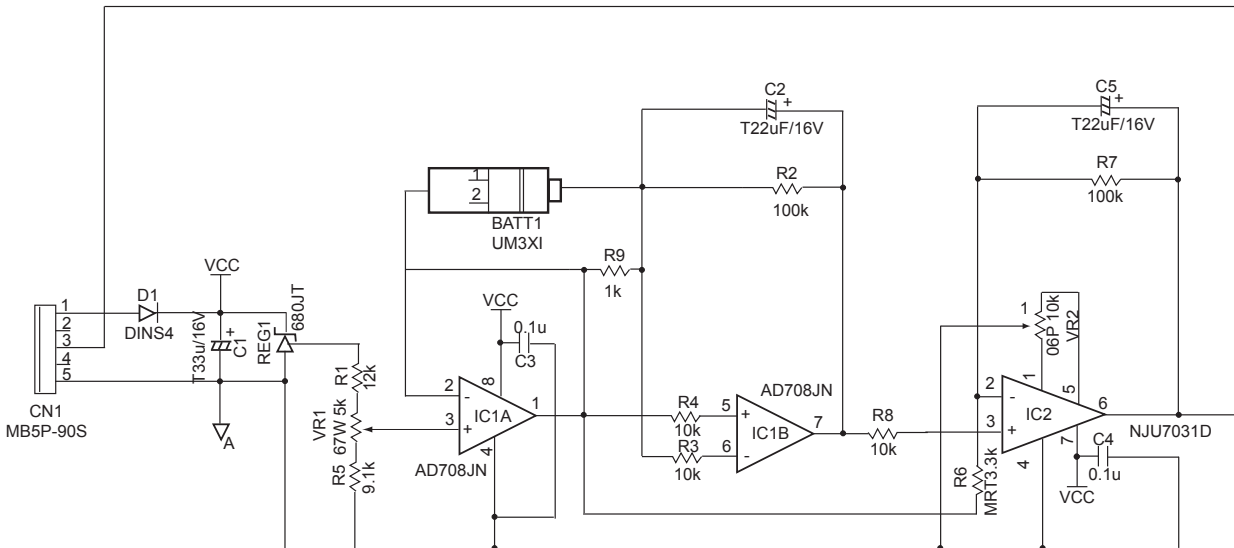 C2
+
T22uF/16V
C5
+
T22uF/16V
1
2
BATT1
UM3XI
R2
100k
R7
100k
R9
1k
VCC
D1
DINS4
1
2
3
4
5
CN1
MB5P-90S
T33u/16V
+
C1
REG1
680JT
A
R1
12k
VR1
67W 5k
R5
9.1k
VCC
0.1u
C3
8
2
-
3
+
IC1A
1
4
AD708JN
R4
10k
R3
10k
AD708JN
5
+
6
-
IC1B
7
R8
10k
1
06P 10k
VR2
1
5
2
-
3
+
IC2
6
4
7
NJU7031D
C4
0.1u
VCC
R6
MRT3.3k